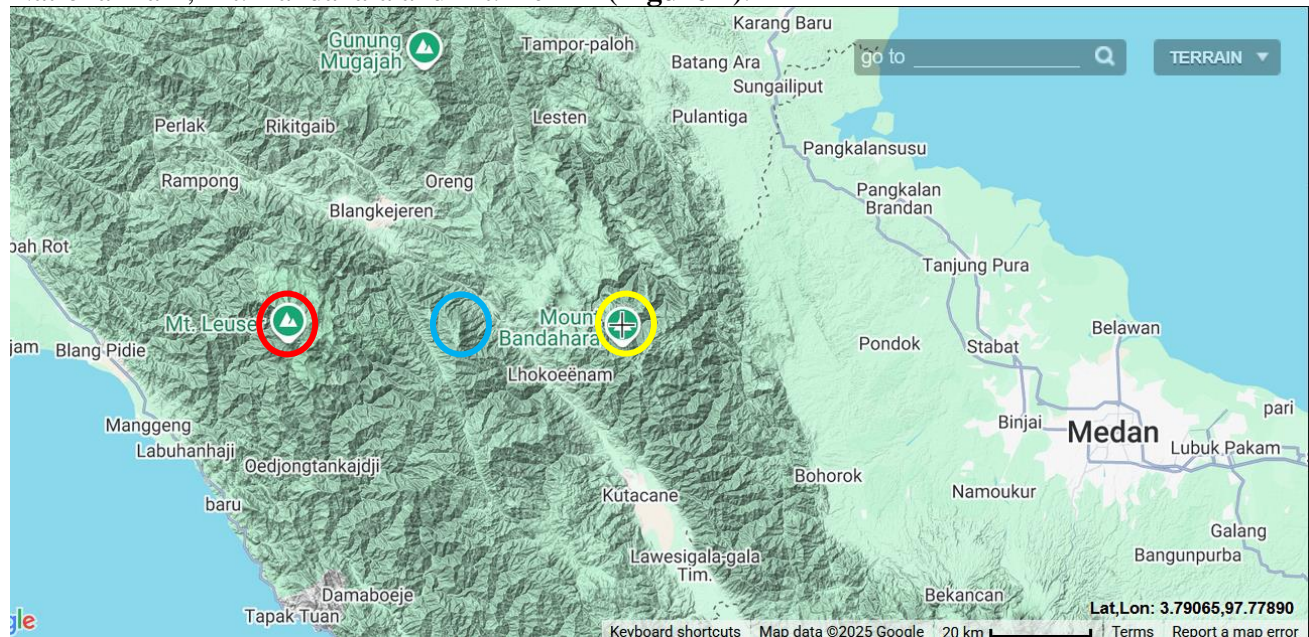 Karang Baru
Gunung
Mugajah
Tampor-paloh
go to
TERRAIN
Batang Ara
Sungailiput
Lesten
Pulantiga
Perlak
Rikitgaib
Pangkalansusu
Rampong
Oreng
Pangkalan
Brandan
Blangkejeren
Tanjung Pura
Mt. Leuser
Bandahara
Belawan
Blang Pidie
Pondok
Stabat
Lhokoeënam
pari
Manggeng
Binjai
Medan
Labuhanhaji
Lubuk Pakam
Oedjongtankajdji
Bohorok
baru
Kutacane
Namoukur
Galang
Lawesigala-gala
Tim.
Bangunpurba
Damaboeje
Bekancan
Lat,Lon: 3.79065,97.77890
Tapak Tuan
Keyboard shortcuts
Map data ©2025 Google
20 km
Terms
Report a map error